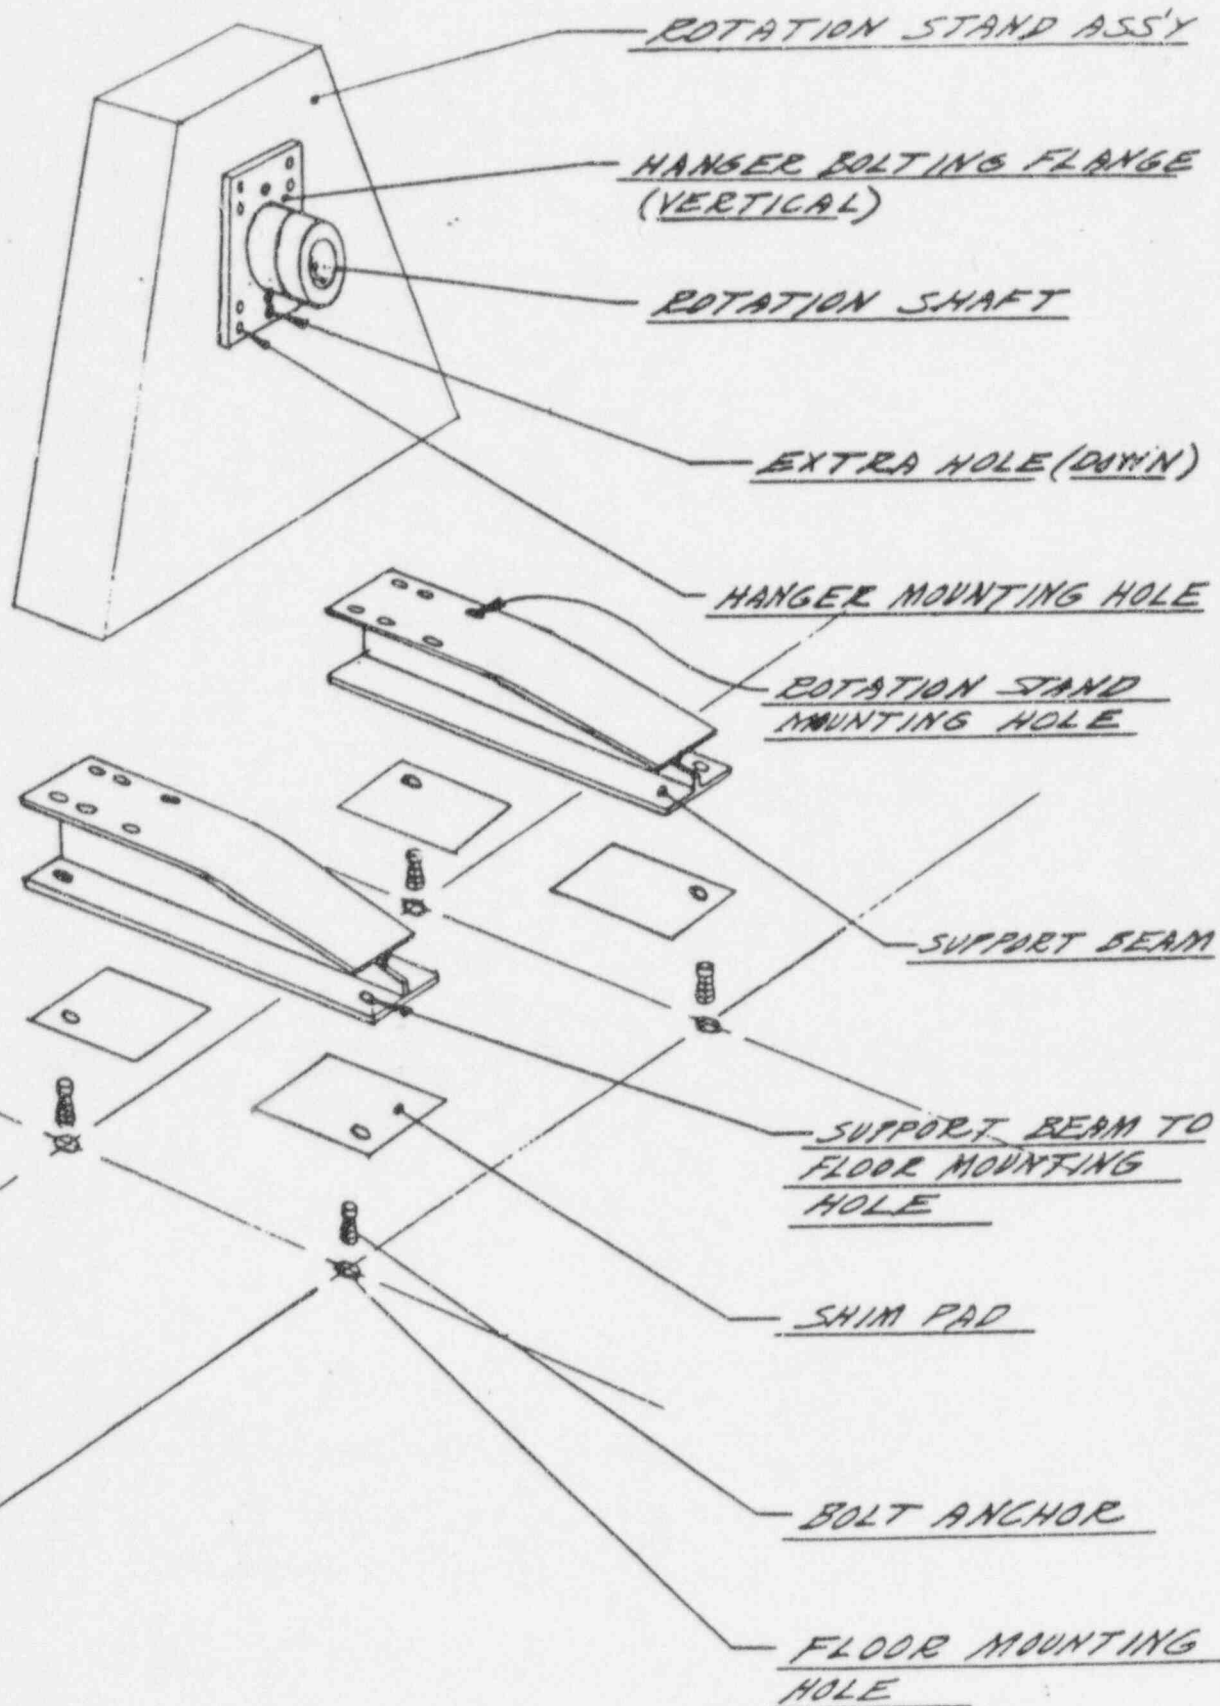 ROTATION STAND ASS'Y
HANGER BOLTING FLANGE
(VERTICAL)
ROTATION SHAFT
EXTRA HOLE (DOWN)
HANGER MOUNTING HOLE
ROTATION STAND
MOUNTING HOLE
SUPPORT BEAM
SUPPORT BEAM TO
FLOOR MOUNTING
HOLE
SHIM PAD
BOLT ANCHOR
FLOOR MOUNTING
HOLE